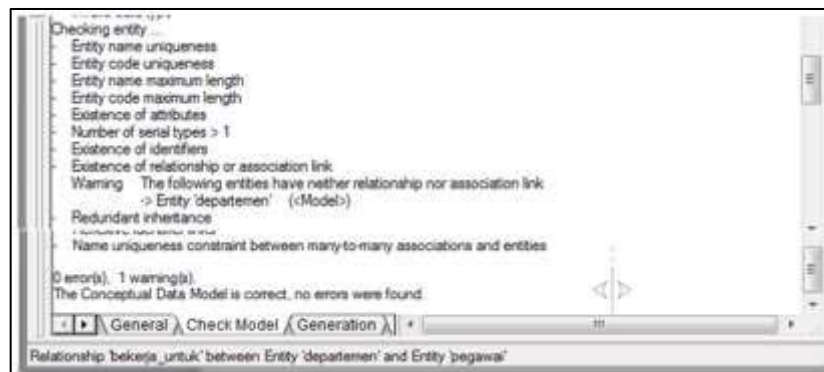 Checking entity ...
- Entity name uniqueness
- Entity code uniqueness
- Entity name maximum length
- Entity code maximum length
- Existence of attributes
- Number of serial types > 1
- Existence of identifiers
- Existence of relationship or association link
Warning The following entities have neither relationship nor association link
-> Entity 'departemen' (<Model>)
- Redundant inheritance
- Name uniqueness constraint between many-to-many associations and entities
0 error(s), 1 warning(s).
The Conceptual Data Model is correct, no errors were found.
General Check Model Generation
Relationship 'bekerja_untuk' between Entity 'departemen' and Entity 'pegawai'